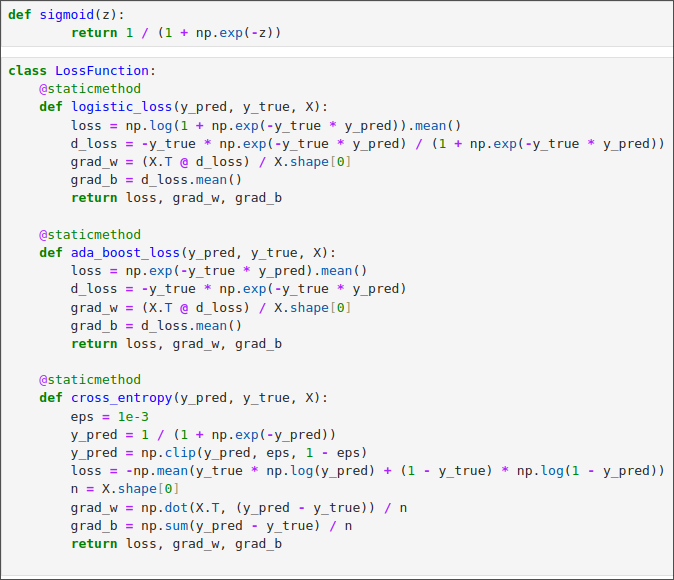 def sigmoid(z):
        return 1 / (1 + np.exp(-z))
class LossFunction:
    @staticmethod
    def logistic_loss(y_pred, y_true, X):
        loss = np.log(1 + np.exp(-y_true * y_pred)).mean()
        d_loss = -y_true * np.exp(-y_true * y_pred) / (1 + np.exp(-y_true * y_pred))
        grad_w = (X.T @ d_loss) / X.shape[0]
        grad_b = d_loss.mean()
        return loss, grad_w, grad_b

    @staticmethod
    def ada_boost_loss(y_pred, y_true, X):
        loss = np.exp(-y_true * y_pred).mean()
        d_loss = -y_true * np.exp(-y_true * y_pred)
        grad_w = (X.T @ d_loss) / X.shape[0]
        grad_b = d_loss.mean()
        return loss, grad_w, grad_b

    @staticmethod
    def cross_entropy(y_pred, y_true, X):
        eps = 1e-3
        y_pred = 1 / (1 + np.exp(-y_pred))
        y_pred = np.clip(y_pred, eps, 1 - eps)
        loss = -np.mean(y_true * np.log(y_pred) + (1 - y_true) * np.log(1 - y_pred))
        n = X.shape[0]
        grad_w = np.dot(X.T, (y_pred - y_true)) / n
        grad_b = np.sum(y_pred - y_true) / n
        return loss, grad_w, grad_b